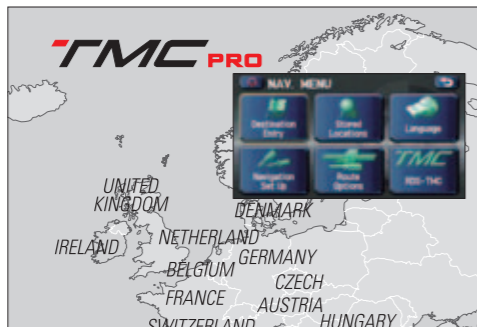 TMC PRO
NAV. MENU
Destination
Entry
Stored
Locations
Language
Navigation
Set Up
Route
Options
TMC
RDS-TMC
UNITED
KINGDOM
DENMARK
IRELAND
NETHERLAND
GERMANY
BELGIUM
CZECH
FRANCE
AUSTRIA
SWITZERLAND
HUNGARY